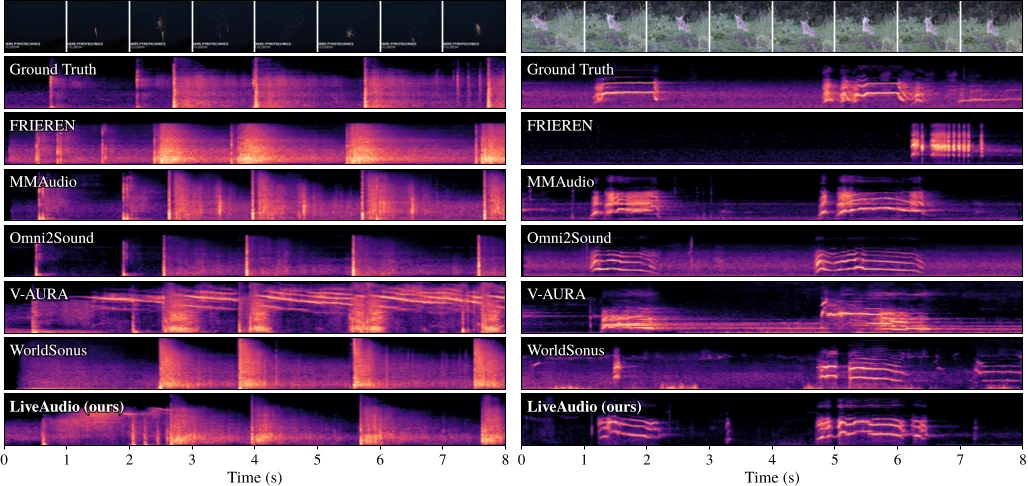 Ground Truth
FRIEREN
MMAudio
Omni2Sound
V-AURA
WorldSonus
LiveAudio (ours)
0 1 2 3 4 5 6 7 8
Time (s)
Ground Truth
FRIEREN
MMAudio
Omni2Sound
V-AURA
WorldSonus
LiveAudio (ours)
0 1 2 3 4 5 6 7 8
Time (s)